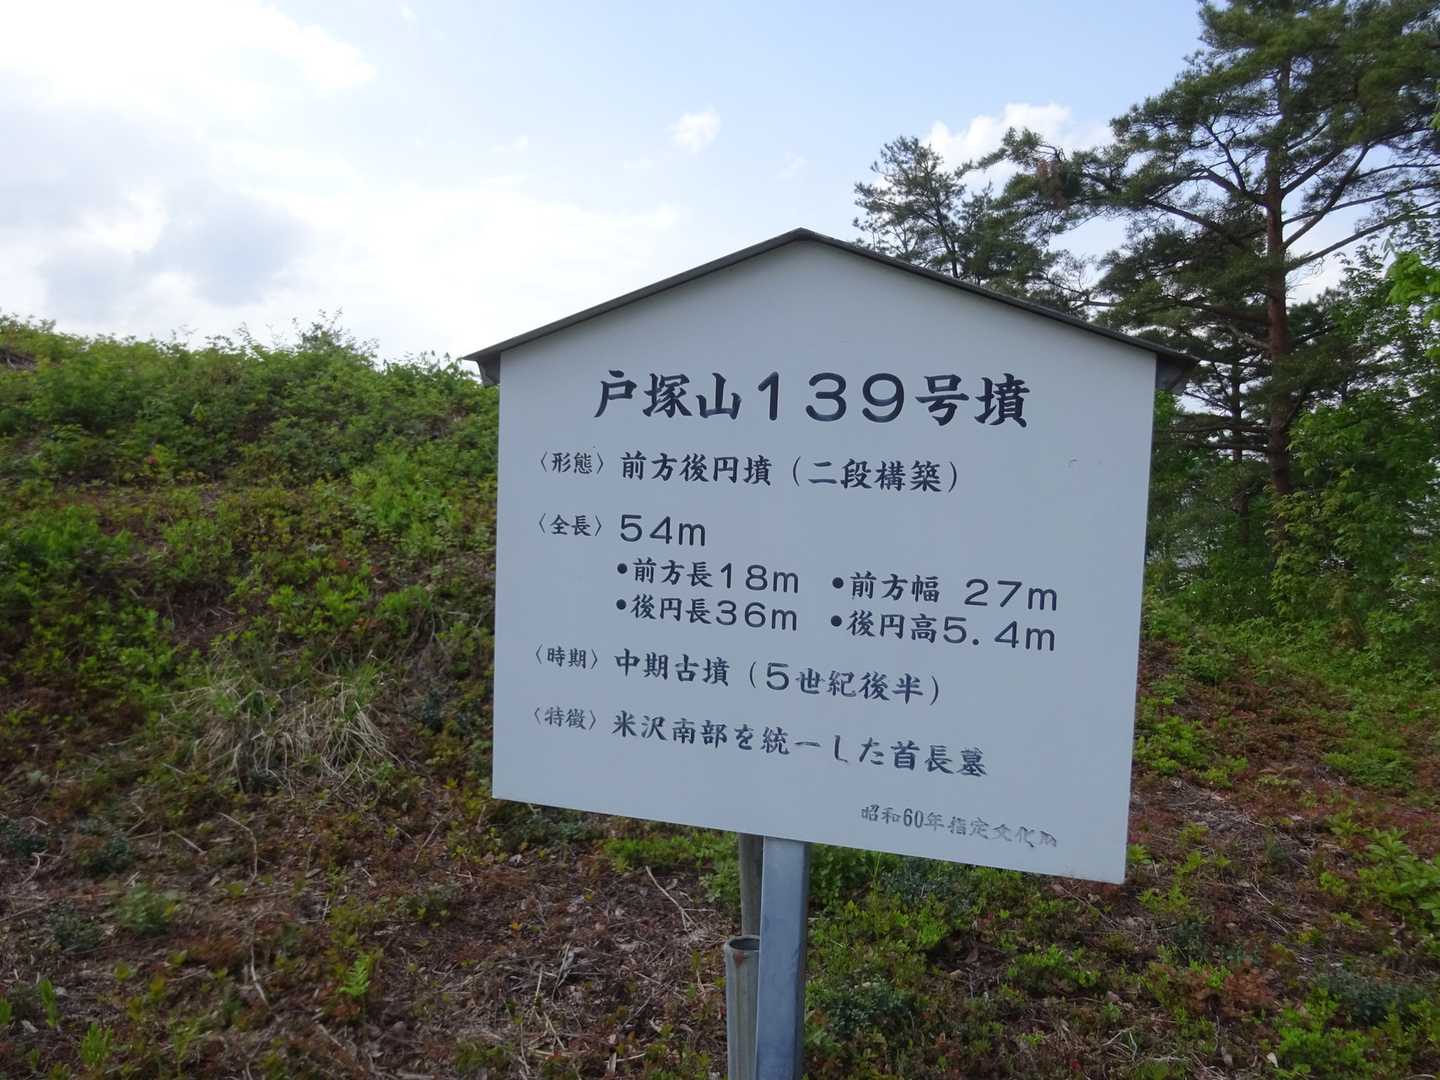 戸塚山139号墳
〈形態〉前方後円墳（二段構築）
〈全長〉54m
•前方長18m •前方幅 27m
•後円長36m •後円高5.4m
〈時期〉中期古墳（5世紀後半）
〈特徴〉米沢南部を統一した首長墓
昭和60年指定文化財